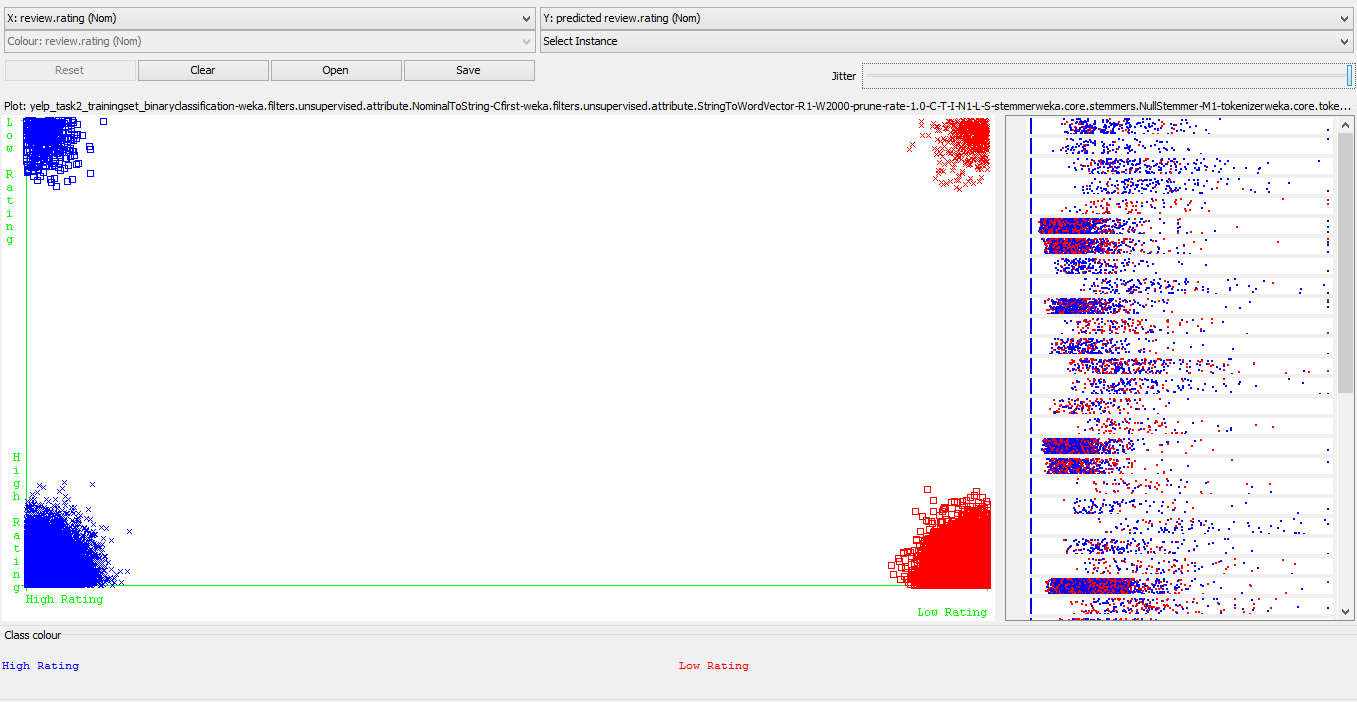 X: review.rating (Nom)
Y: predicted review.rating (Nom)
Colour: review.rating (Nom)
Select Instance
Reset
Clear
Open
Save
Jitter
Plot: yelp_task2_trainingset_binaryclassification-weka.filters.unsupervised.attribute.NominalToString-Cfirst-weka.filters.unsupervised.attribute.StringToWordVector-R1-W2000-prune-rate-1.0-C-T-I-N1-L-S-stemmerweka.core.stemmers.NullStemmer-M1-tokenizerweka.core.toke...
Low Rating
High Rating
High Rating
Low Rating
Class colour
High Rating
Low Rating